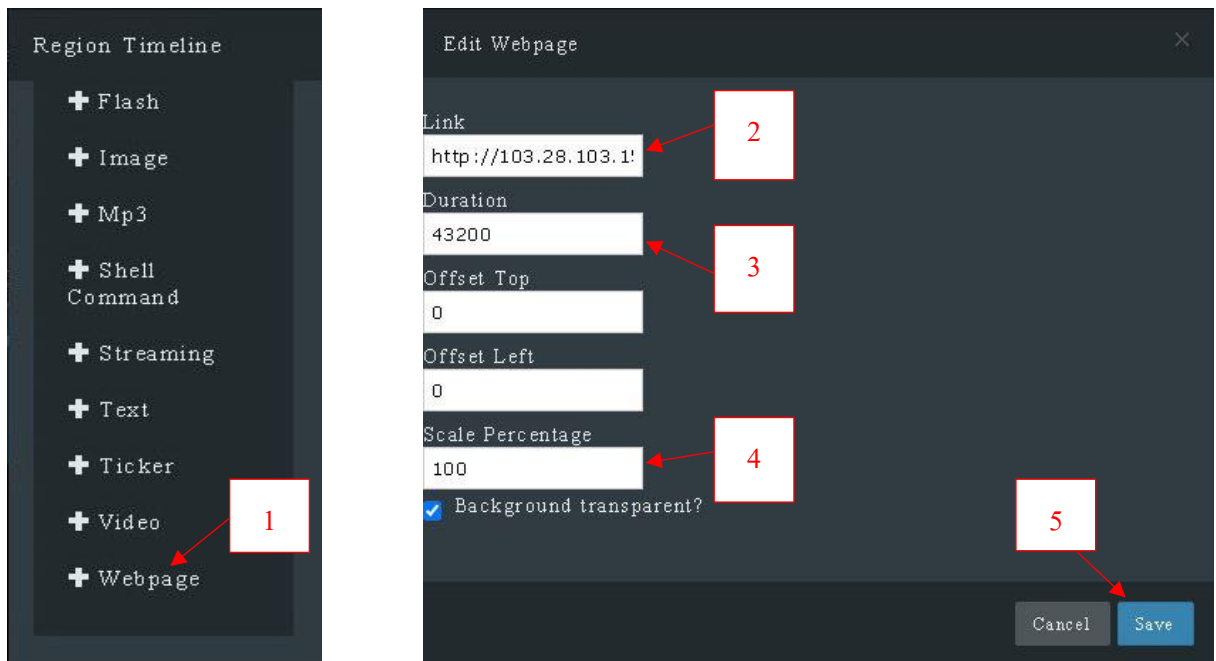 Region Timeline
✚ Flash
✚ Image
✚ Mp3
✚ Shell
Command
✚ Streaming
✚ Text
✚ Ticker
✚ Video
✚ Webpage
1
Edit Webpage
×
Link
http://103.28.103.1
2
Duration
43200
3
Offset Top
0
Offset Left
0
Scale Percentage
100
4
Background transparent?
5
Cancel
Save